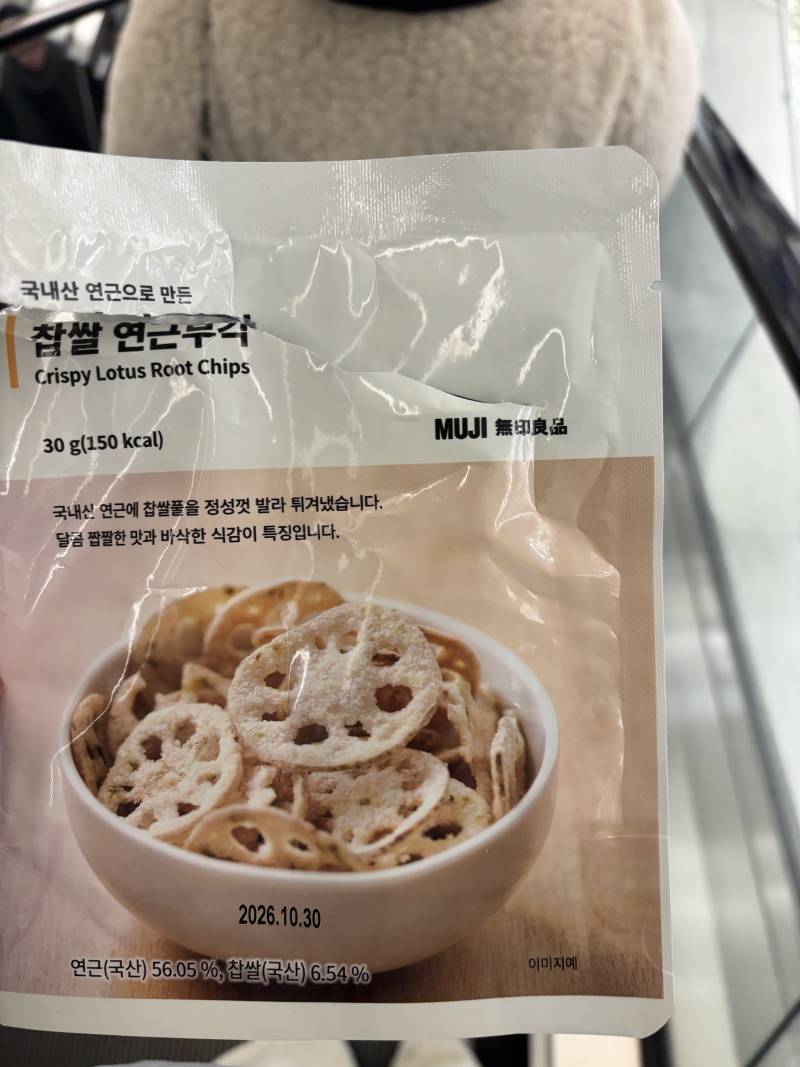 국내산 연근으로 만든
찹쌀 연근부각
Crispy Lotus Root Chips
30 g(150 kcal)
MUJI 無印良品
국내산 연근에 찹쌀풀을 정성껏 발라 튀겨냈습니다.
달콤 짭짤한 맛과 바삭한 식감이 특징입니다.
2026.10.30
연근(국산) 56.05 %, 찹쌀(국산) 6.54 %
이미지예